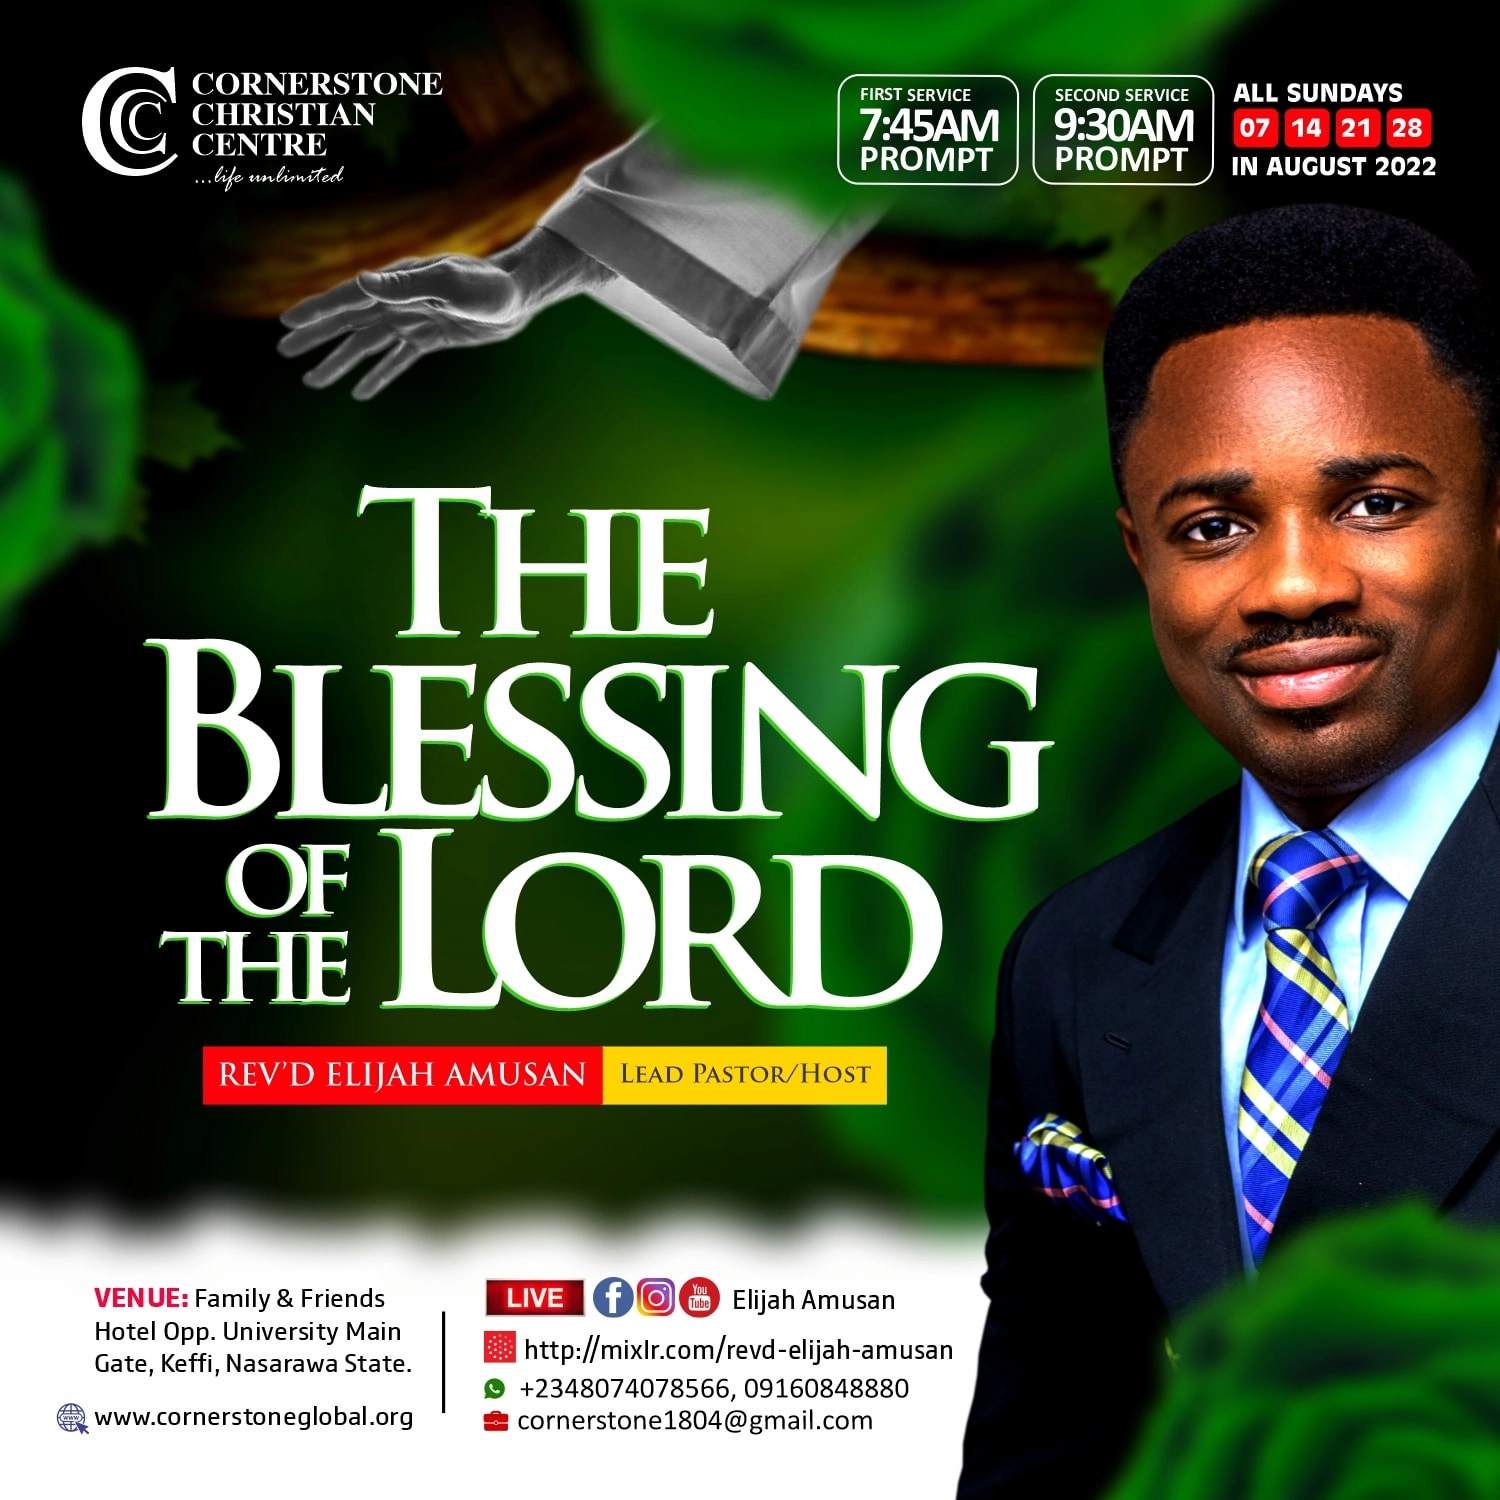 CORNERSTONE
CHRISTIAN
CENTRE
...life unlimited
FIRST SERVICE
7:45AM
PROMPT
SECOND SERVICE
9:30AM
PROMPT
ALL SUNDAYS
07 14 21 28
IN AUGUST 2022
THE
BLESSING
OF
THE LORD
REV'D ELIJAH AMUSAN LEAD PASTOR/HOST
VENUE: Family & Friends
Hotel Opp. University Main
Gate, Keffi, Nasarawa State.
www.cornerstoneglobal.org
LIVE You Tube Elijah Amusan
http://mixlr.com/revd-elijah-amusan
+2348074078566, 09160848880
cornerstone1804@gmail.com